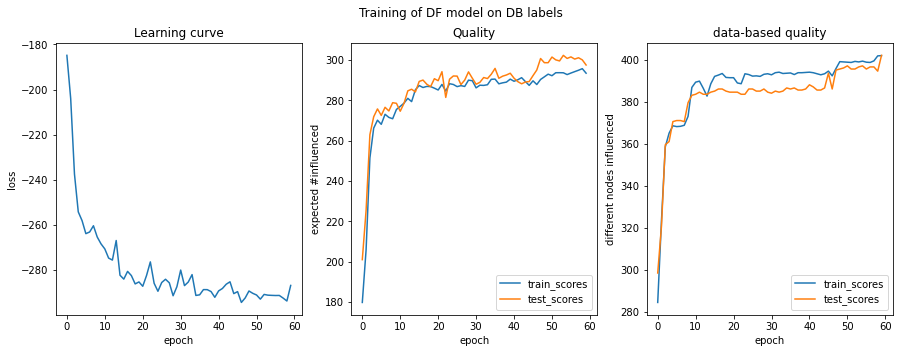 Training of DF model on DB labels
Learning curve
−180
−200
−220
−240
−260
−280
loss
0 10 20 30 40 50 60
epoch
Quality
300
280
260
240
220
200
180
expected #influenced
train_scores
test_scores
0 10 20 30 40 50 60
epoch
data-based quality
400
380
360
340
320
300
280
different nodes influenced
train_scores
test_scores
0 10 20 30 40 50 60
epoch